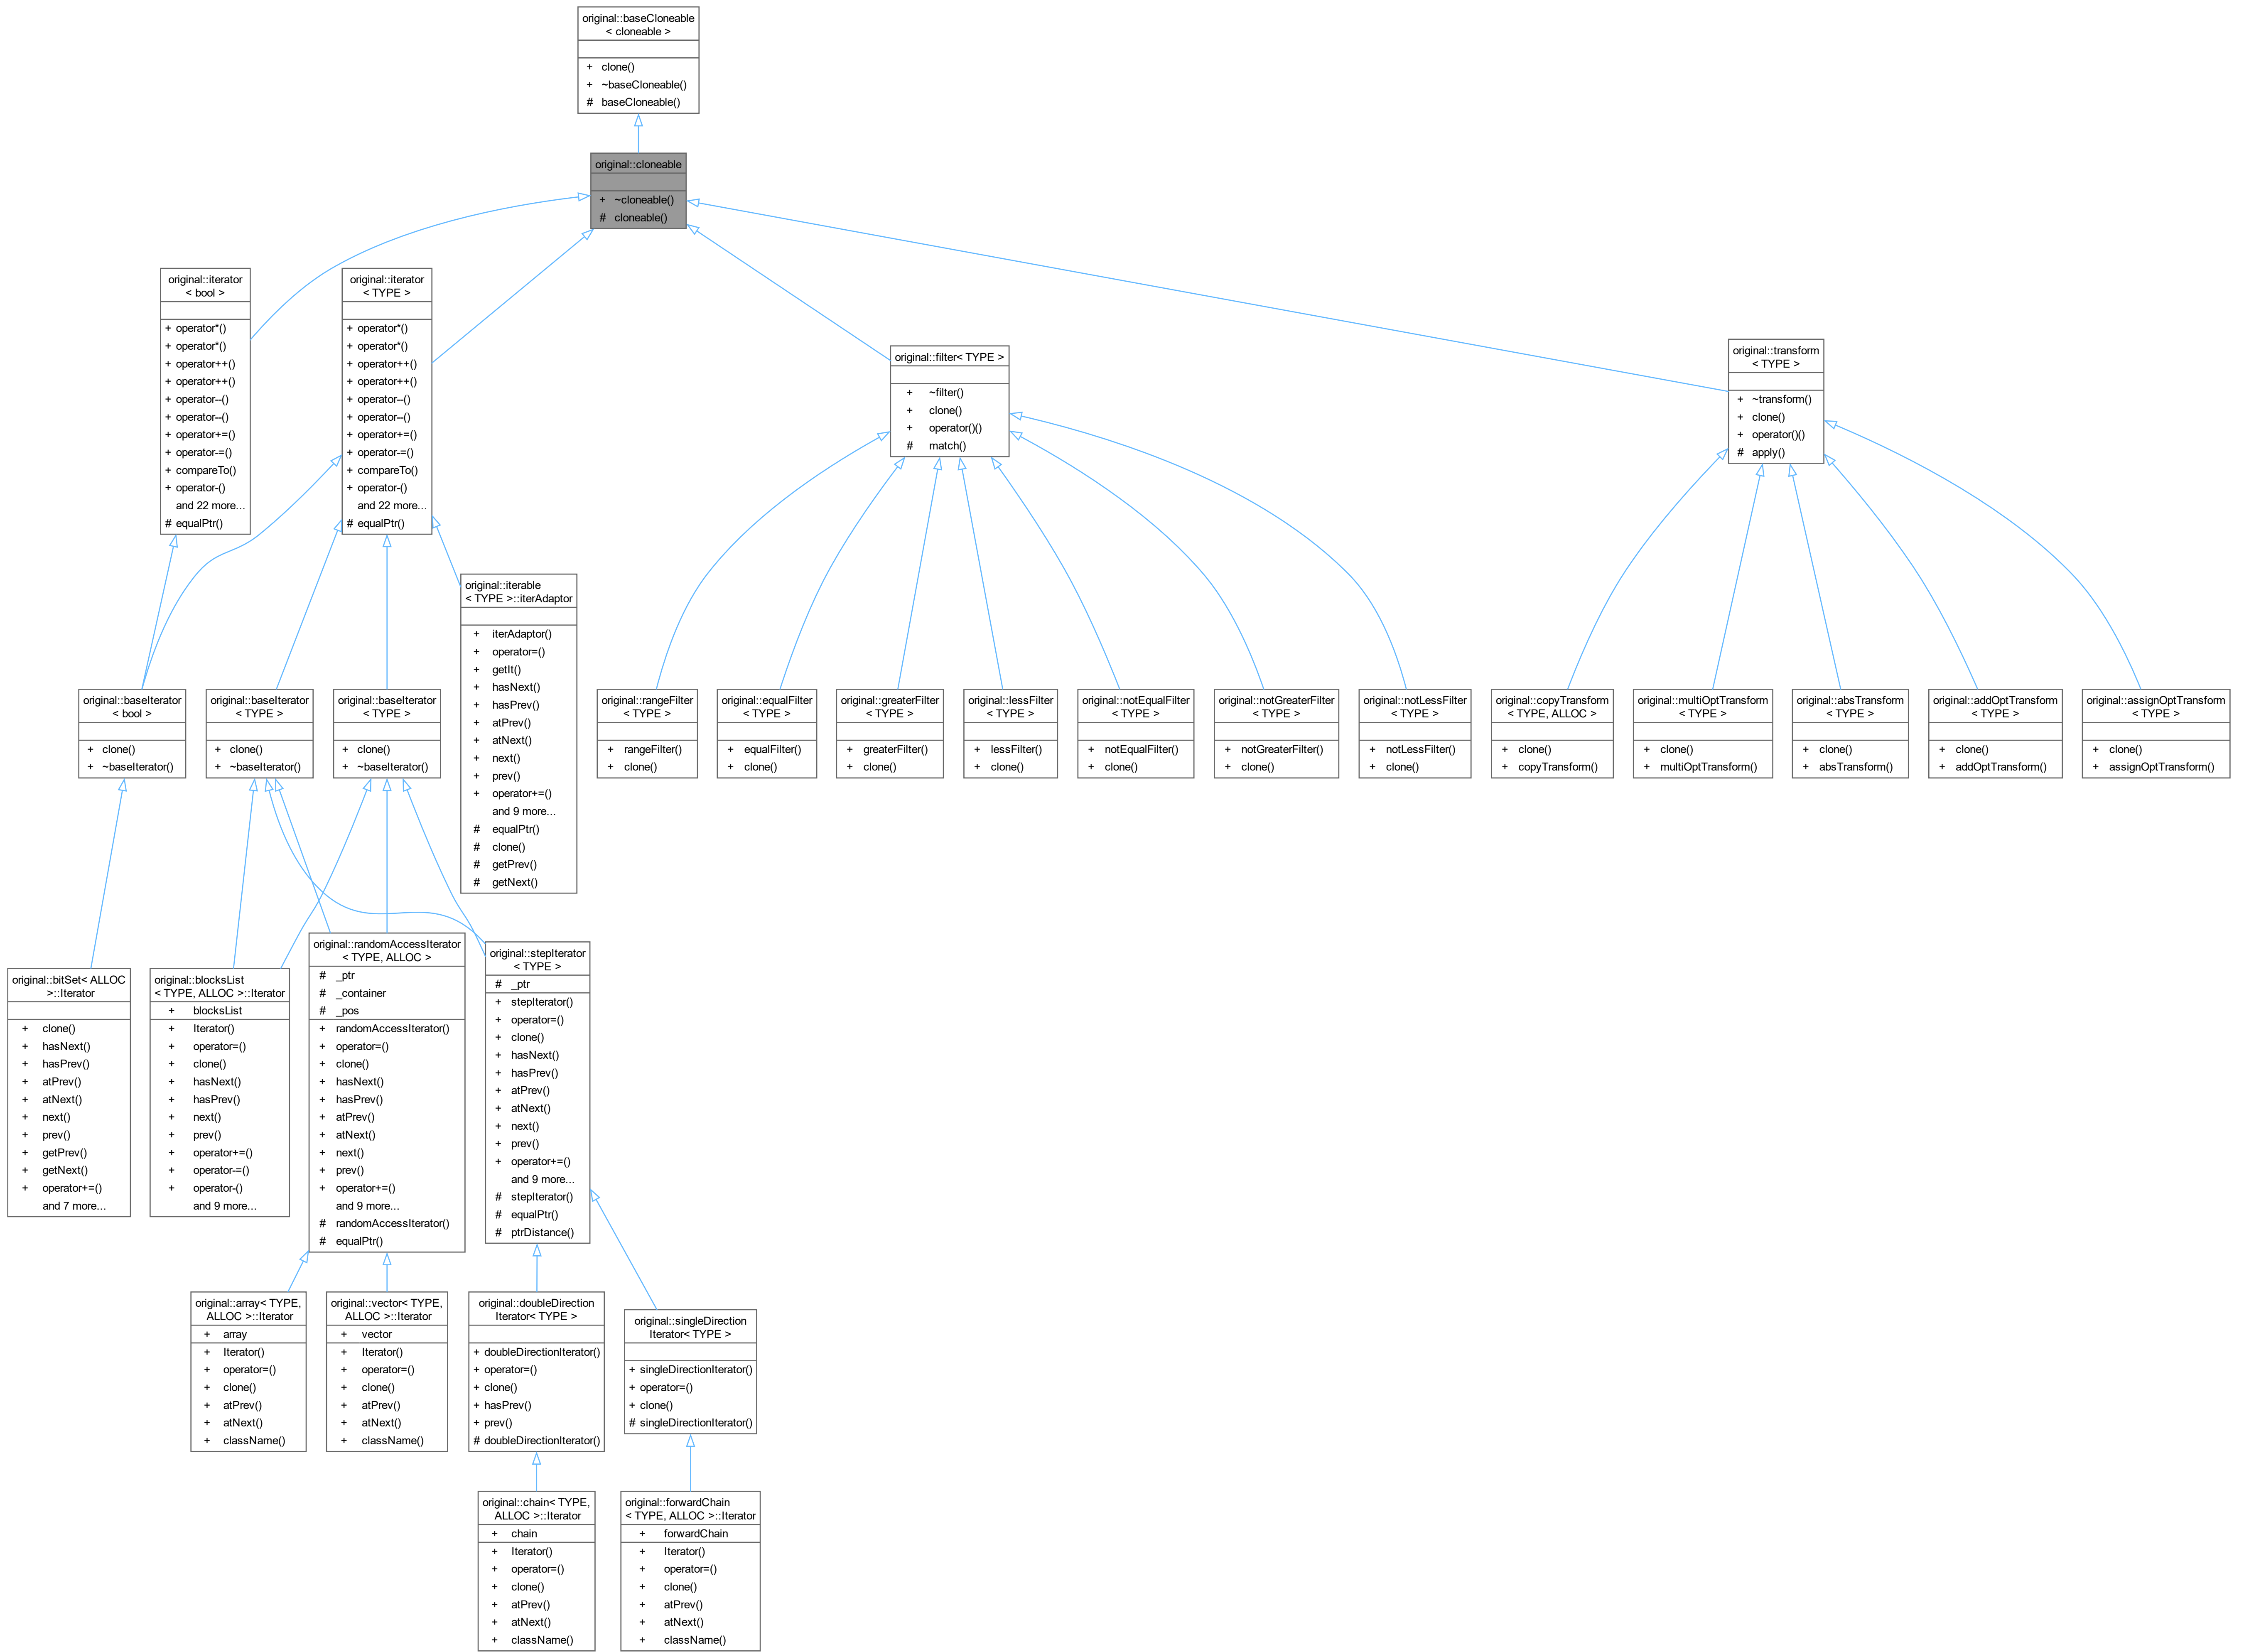 original::baseCloneable
< cloneable >
+ clone()
+ ~baseCloneable()
# baseCloneable()
original::cloneable
+ ~cloneable()
# cloneable()
original::iterator
< bool >
+ operator*()
+ operator*()
+ operator++()
+ operator++()
+ operator--()
+ operator--()
+ operator+=()
+ operator-=()
+ compareTo()
+ operator-()
and 22 more...
# equalPtr()
original::iterator
< TYPE >
+ operator*()
+ operator*()
+ operator++()
+ operator++()
+ operator--()
+ operator--()
+ operator+=()
+ operator-=()
+ compareTo()
+ operator-()
and 22 more...
# equalPtr()
original::filter< TYPE >
+ ~filter()
+ clone()
+ operator()()
# match()
original::transform
< TYPE >
+ ~transform()
+ clone()
+ operator()()
# apply()
original::iterable
< TYPE >::iterAdaptor
+ iterAdaptor()
+ operator=()
+ getIt()
+ hasNext()
+ hasPrev()
+ atPrev()
+ atNext()
+ next()
+ prev()
+ operator+=()
and 9 more...
# equalPtr()
# clone()
# getPrev()
# getNext()
original::baseIterator
< bool >
+ clone()
+ ~baseIterator()
original::baseIterator
< TYPE >
+ clone()
+ ~baseIterator()
original::baseIterator
< TYPE >
+ clone()
+ ~baseIterator()
original::rangeFilter
< TYPE >
+ rangeFilter()
+ clone()
original::equalFilter
< TYPE >
+ equalFilter()
+ clone()
original::greaterFilter
< TYPE >
+ greaterFilter()
+ clone()
original::lessFilter
< TYPE >
+ lessFilter()
+ clone()
original::notEqualFilter
< TYPE >
+ notEqualFilter()
+ clone()
original::notGreaterFilter
< TYPE >
+ notGreaterFilter()
+ clone()
original::notLessFilter
< TYPE >
+ notLessFilter()
+ clone()
original::copyTransform
< TYPE, ALLOC >
+ clone()
+ copyTransform()
original::multiOptTransform
< TYPE >
+ clone()
+ multiOptTransform()
original::absTransform
< TYPE >
+ clone()
+ absTransform()
original::addOptTransform
< TYPE >
+ clone()
+ addOptTransform()
original::assignOptTransform
< TYPE >
+ clone()
+ assignOptTransform()
original::bitSet< ALLOC
>::Iterator
+ clone()
+ hasNext()
+ hasPrev()
+ atPrev()
+ atNext()
+ next()
+ prev()
+ getPrev()
+ getNext()
+ operator+=()
and 7 more...
original::blocksList
< TYPE, ALLOC >::Iterator
+ blocksList
+ Iterator()
+ operator=()
+ clone()
+ hasNext()
+ hasPrev()
+ next()
+ prev()
+ operator+=()
+ operator-=()
+ operator-()
and 9 more...
original::randomAccessIterator
< TYPE, ALLOC >
# _ptr
# _container
# _pos
+ randomAccessIterator()
+ operator=()
+ clone()
+ hasNext()
+ hasPrev()
+ atPrev()
+ atNext()
+ next()
+ prev()
+ operator+=()
and 9 more...
# randomAccessIterator()
# equalPtr()
original::stepIterator
< TYPE >
# _ptr
+ stepIterator()
+ operator=()
+ clone()
+ hasNext()
+ hasPrev()
+ atPrev()
+ atNext()
+ next()
+ prev()
+ operator+=()
and 9 more...
# stepIterator()
# equalPtr()
# ptrDistance()
original::array< TYPE,
ALLOC >::Iterator
+ array
+ Iterator()
+ operator=()
+ clone()
+ atPrev()
+ atNext()
+ className()
original::vector< TYPE,
ALLOC >::Iterator
+ vector
+ Iterator()
+ operator=()
+ clone()
+ atPrev()
+ atNext()
+ className()
original::doubleDirection
Iterator< TYPE >
+ doubleDirectionIterator()
+ operator=()
+ clone()
+ hasPrev()
+ prev()
# doubleDirectionIterator()
original::singleDirection
Iterator< TYPE >
+ singleDirectionIterator()
+ operator=()
+ clone()
# singleDirectionIterator()
original::chain< TYPE,
ALLOC >::Iterator
+ chain
+ Iterator()
+ operator=()
+ clone()
+ atPrev()
+ atNext()
+ className()
original::forwardChain
< TYPE, ALLOC >::Iterator
+ forwardChain
+ Iterator()
+ operator=()
+ clone()
+ atPrev()
+ atNext()
+ className()